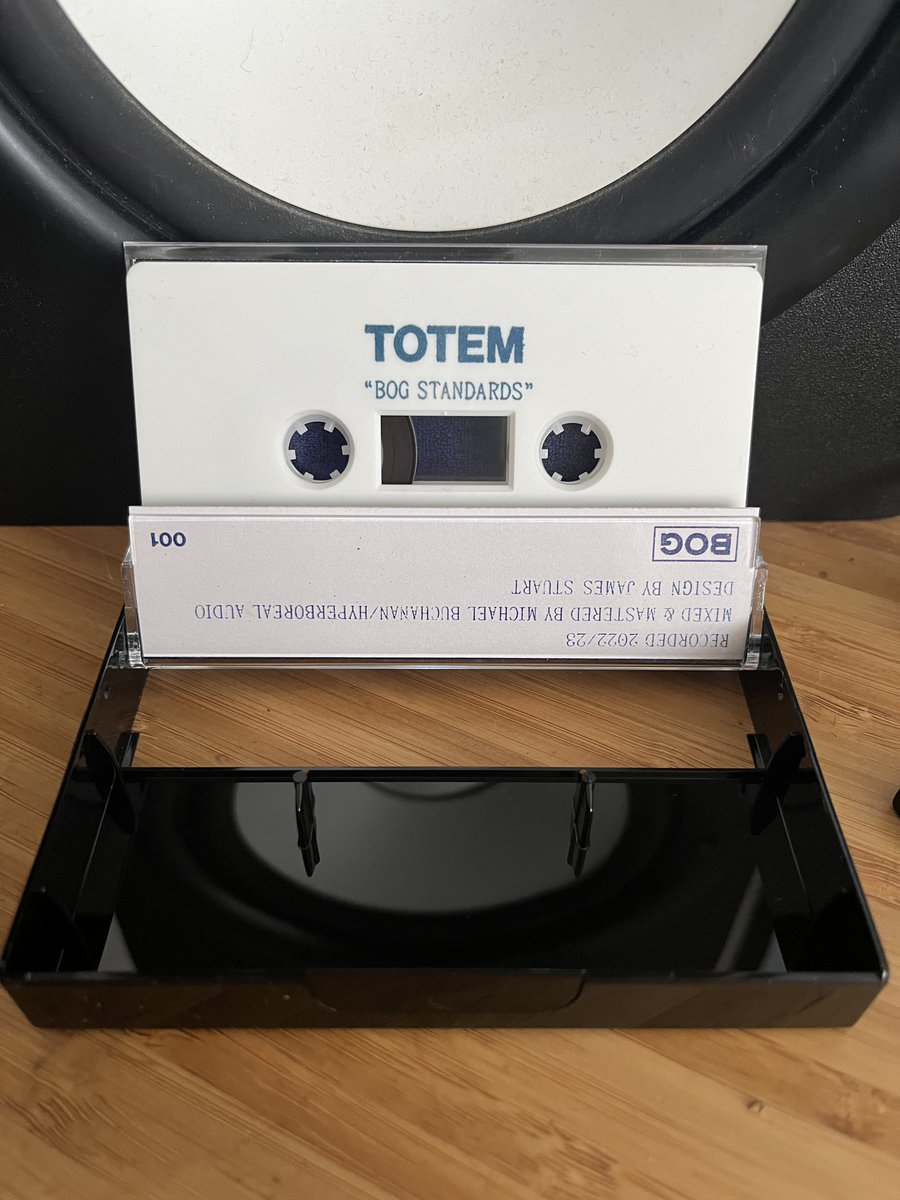 TOTEM
“BOG STANDARDS”
RECORDED 2022/23
MIXED & MASTERED BY MICHAEL BUCHANAN/HYPERBOREAL AUDIO
DESIGN BY JAMES STUART
BOG 001